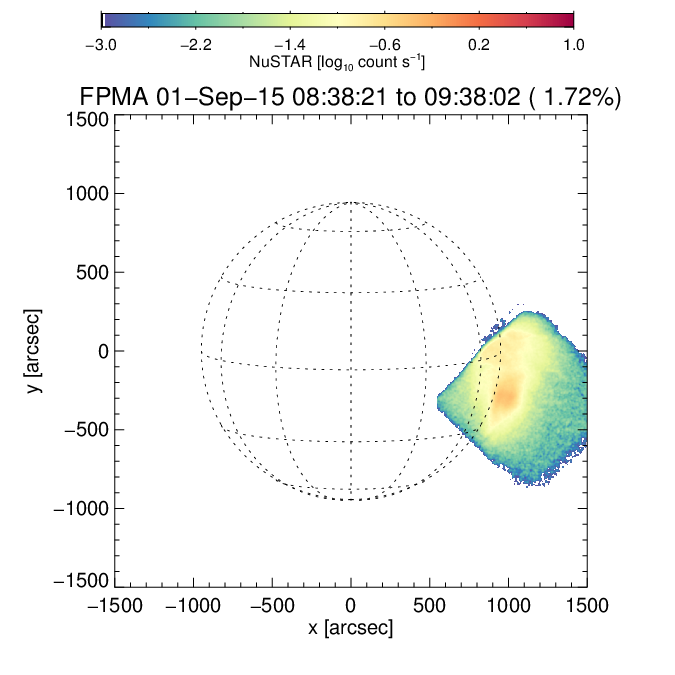 −3.0 −2.2 −1.4 −0.6 0.2 1.0
NuSTAR [log₁₀ count s⁻¹]
FPMA 01−Sep−15 08:38:21 to 09:38:02 ( 1.72%)
1500
1000
500
0
−500
−1000
−1500
y [arcsec]
−1500 −1000 −500 0 500 1000 1500
x [arcsec]